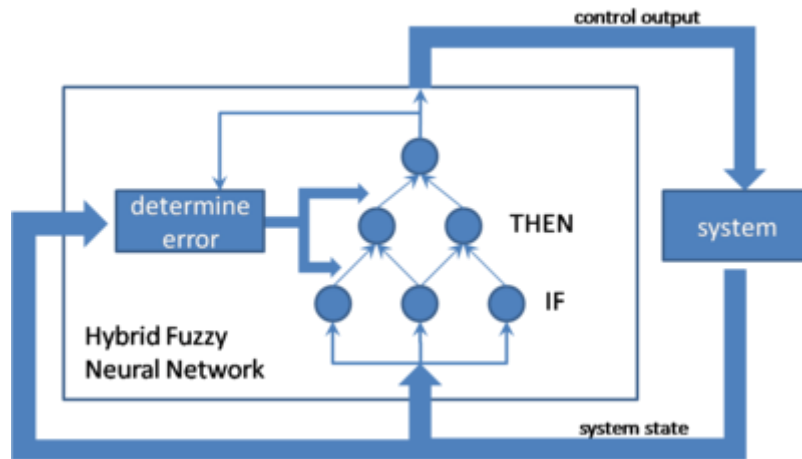 control output
determine
error
THEN
system
IF
Hybrid Fuzzy
Neural Network
system state